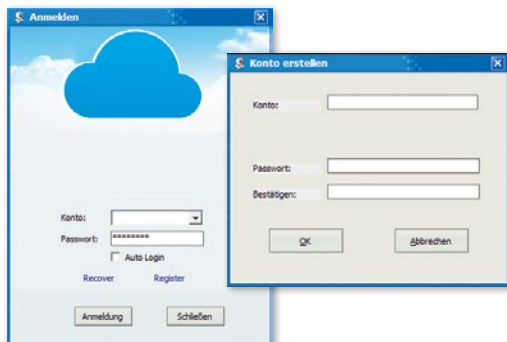 Anmelden
Konto:
Passwort: ********
Auto Login
Recover Register
Anmeldung Schließen
Konto erstellen
Konto:
Passwort:
Bestätigen:
OK Abbrechen